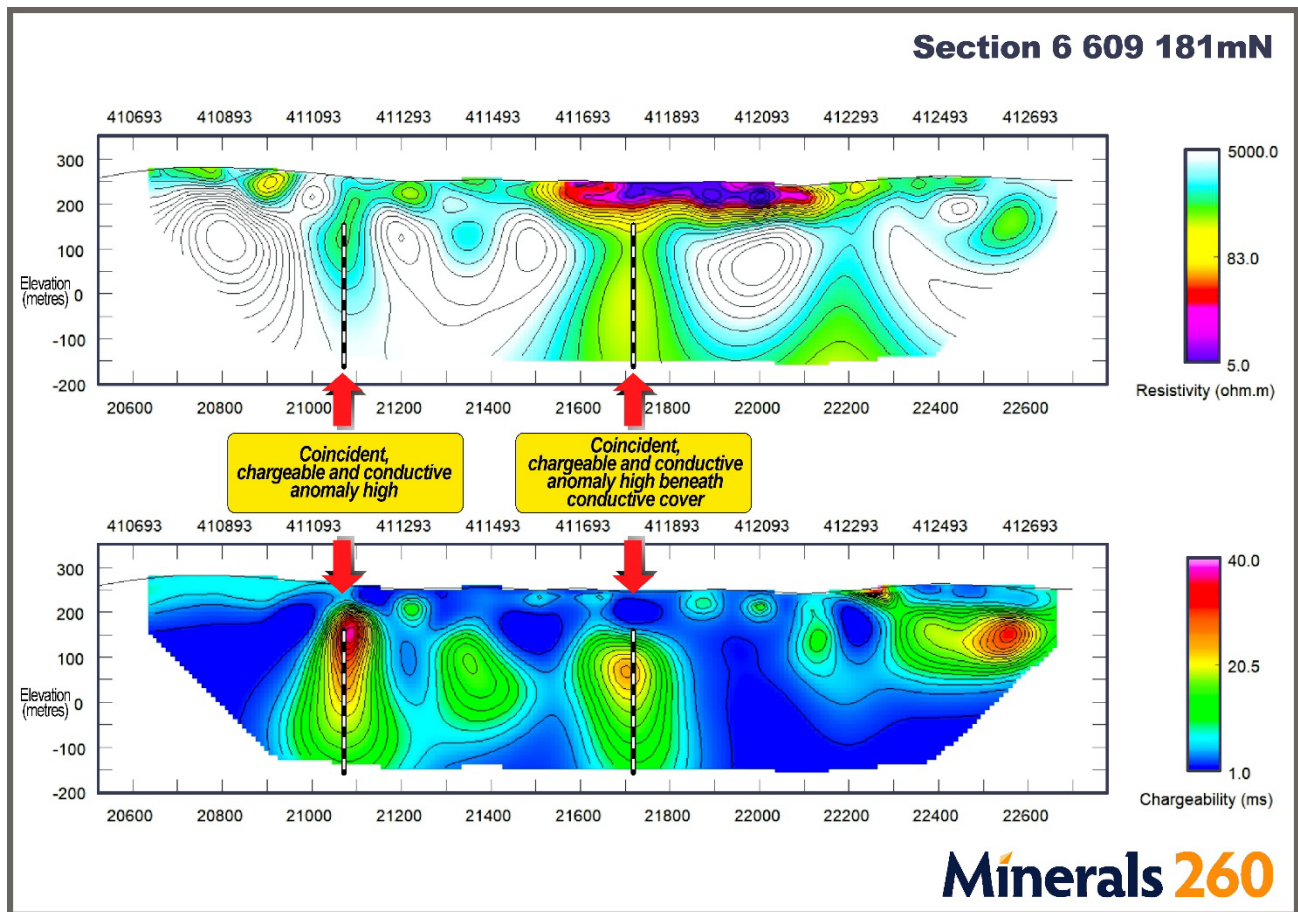 Section 6 609 181mN
410693 410893 411093 411293 411493 411693 411893 412093 412293 412493 412693
300
200
100
Elevation
(metres)
0
-100
-200
20600 20800 21000 21200 21400 21600 21800 22000 22200 22400 22600
5000.0
83.0
5.0
Resistivity (ohm.m)
Coincident,
chargeable and conductive
anomaly high
Coincident,
chargeable and conductive
anomaly high beneath
conductive cover
410693 410893 411093 411293 411493 411693 411893 412093 412293 412493 412693
300
200
100
Elevation
(metres)
0
-100
-200
20600 20800 21000 21200 21400 21600 21800 22000 22200 22400 22600
40.0
20.5
1.0
Chargeability (ms)
Minerals 260